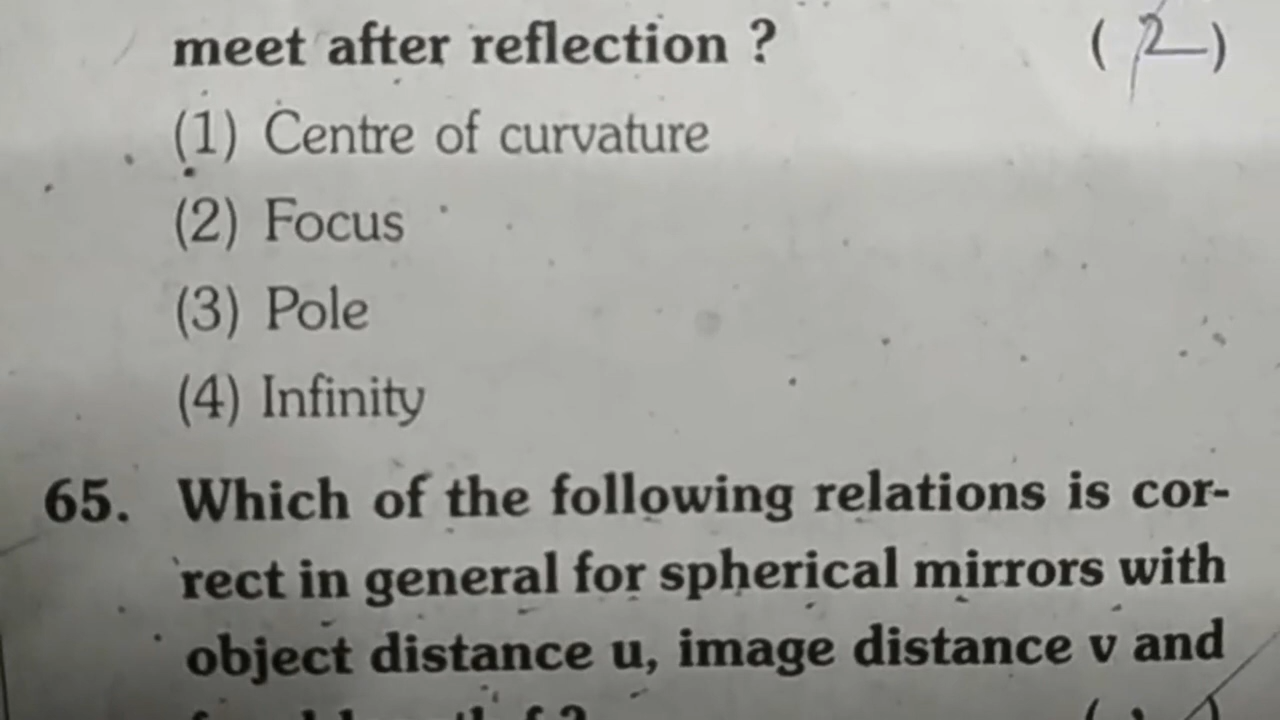 meet after reflection ? ( 2 )
(1) Centre of curvature
(2) Focus
(3) Pole
(4) Infinity
65. Which of the following relations is cor-
rect in general for spherical mirrors with
object distance u, image distance v and